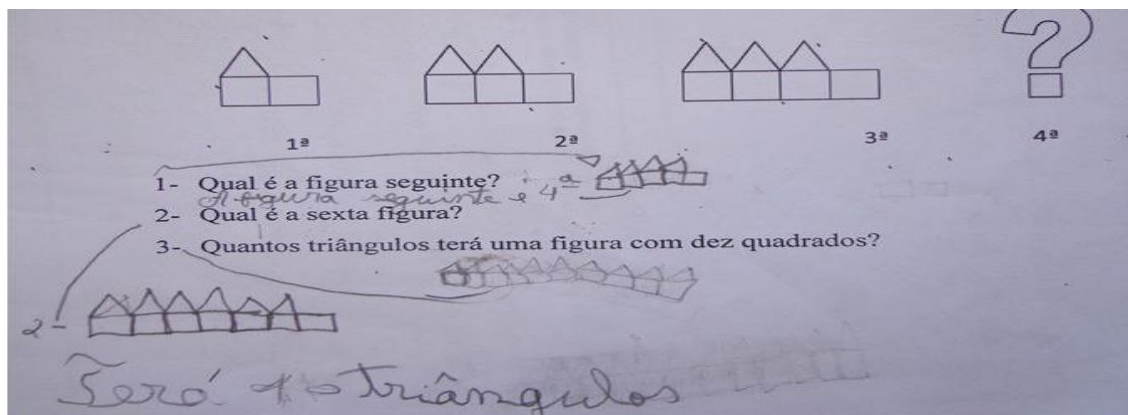 1ª 2ª 3ª 4ª
1- Qual é a figura seguinte?
A figura seguinte é 4ª
2- Qual é a sexta figura?
3- Quantos triângulos terá uma figura com dez quadrados?
2-
Terá triângulos